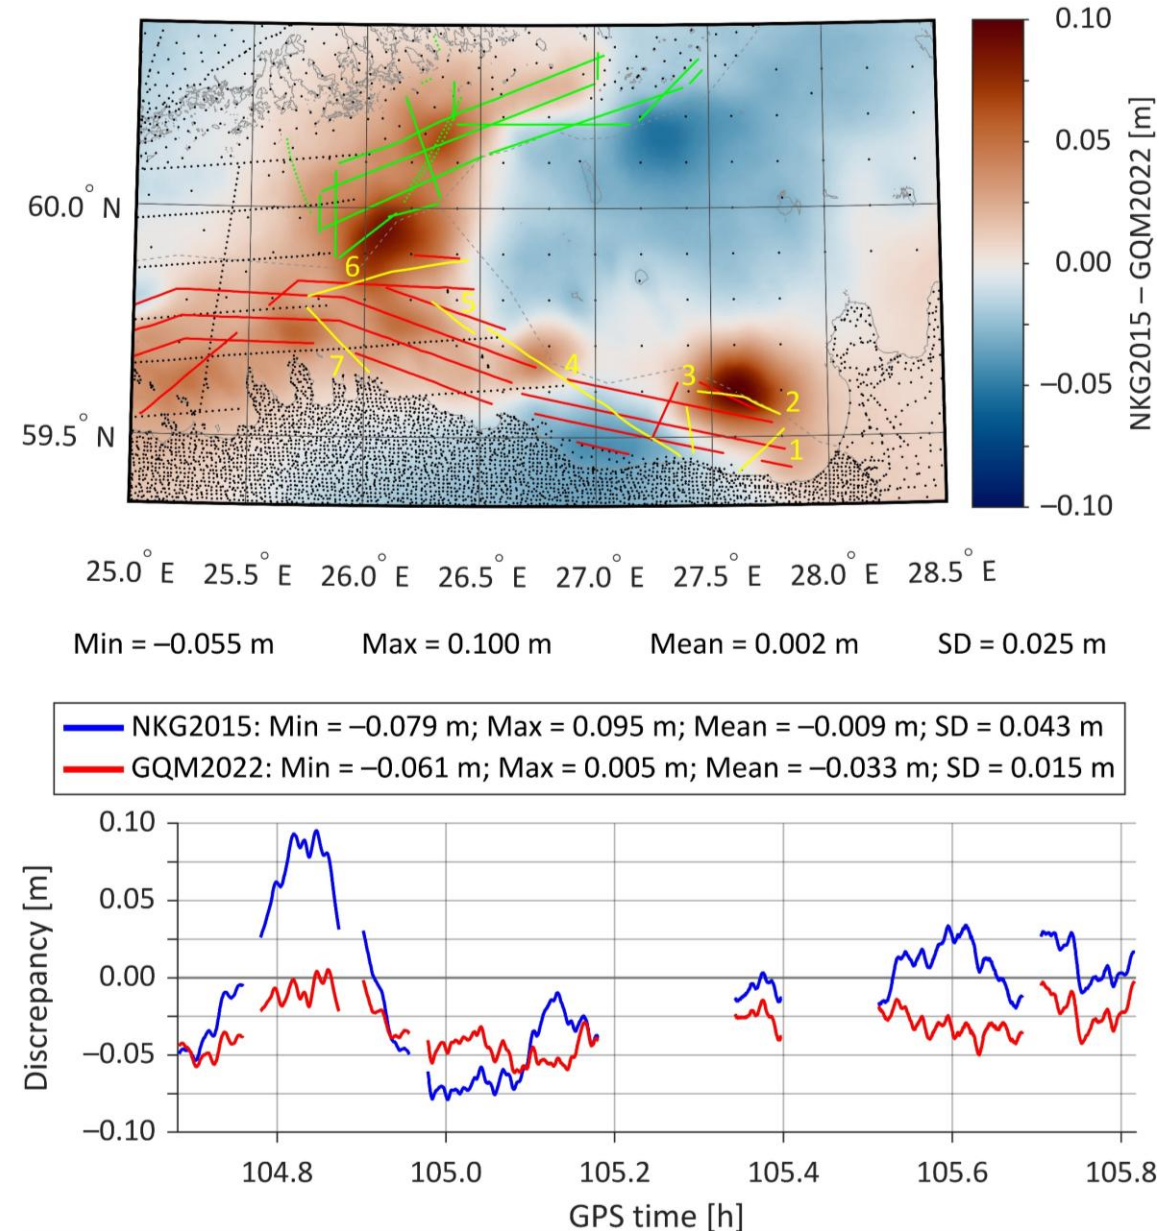 0.10
0.05
0.00
−0.05
−0.10
NKG2015 – GQM2022 [m]
60.0° N
59.5° N
6
5
7
4
3
2
1
25.0° E 25.5° E 26.0° E 26.5° E 27.0° E 27.5° E 28.0° E 28.5° E
Min = −0.055 m Max = 0.100 m Mean = 0.002 m SD = 0.025 m
NKG2015: Min = −0.079 m; Max = 0.095 m; Mean = −0.009 m; SD = 0.043 m
GQM2022: Min = −0.061 m; Max = 0.005 m; Mean = −0.033 m; SD = 0.015 m
Discrepancy [m]
0.10
0.05
0.00
−0.05
−0.10
104.8 105.0 105.2 105.4 105.6 105.8
GPS time [h]